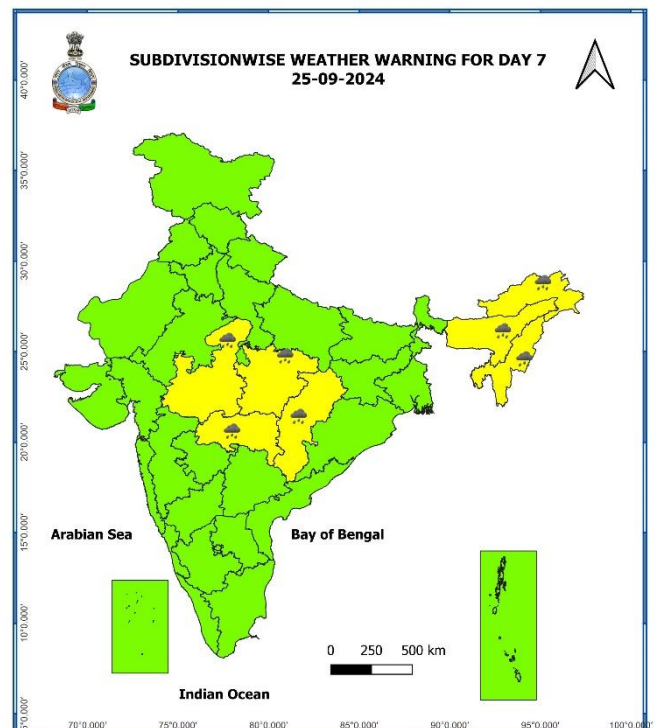 SUBDIVISIONWISE WEATHER WARNING FOR DAY 7
25-09-2024
40°0.000'
35°0.000'
30°0.000'
25°0.000'
20°0.000'
15°0.000'
10°0.000'
5°0.000'
Arabian Sea
Bay of Bengal
0 250 500 km
Indian Ocean
70°0.000' 75°0.000' 80°0.000' 85°0.000' 90°0.000' 95°0.000' 100°0.000'